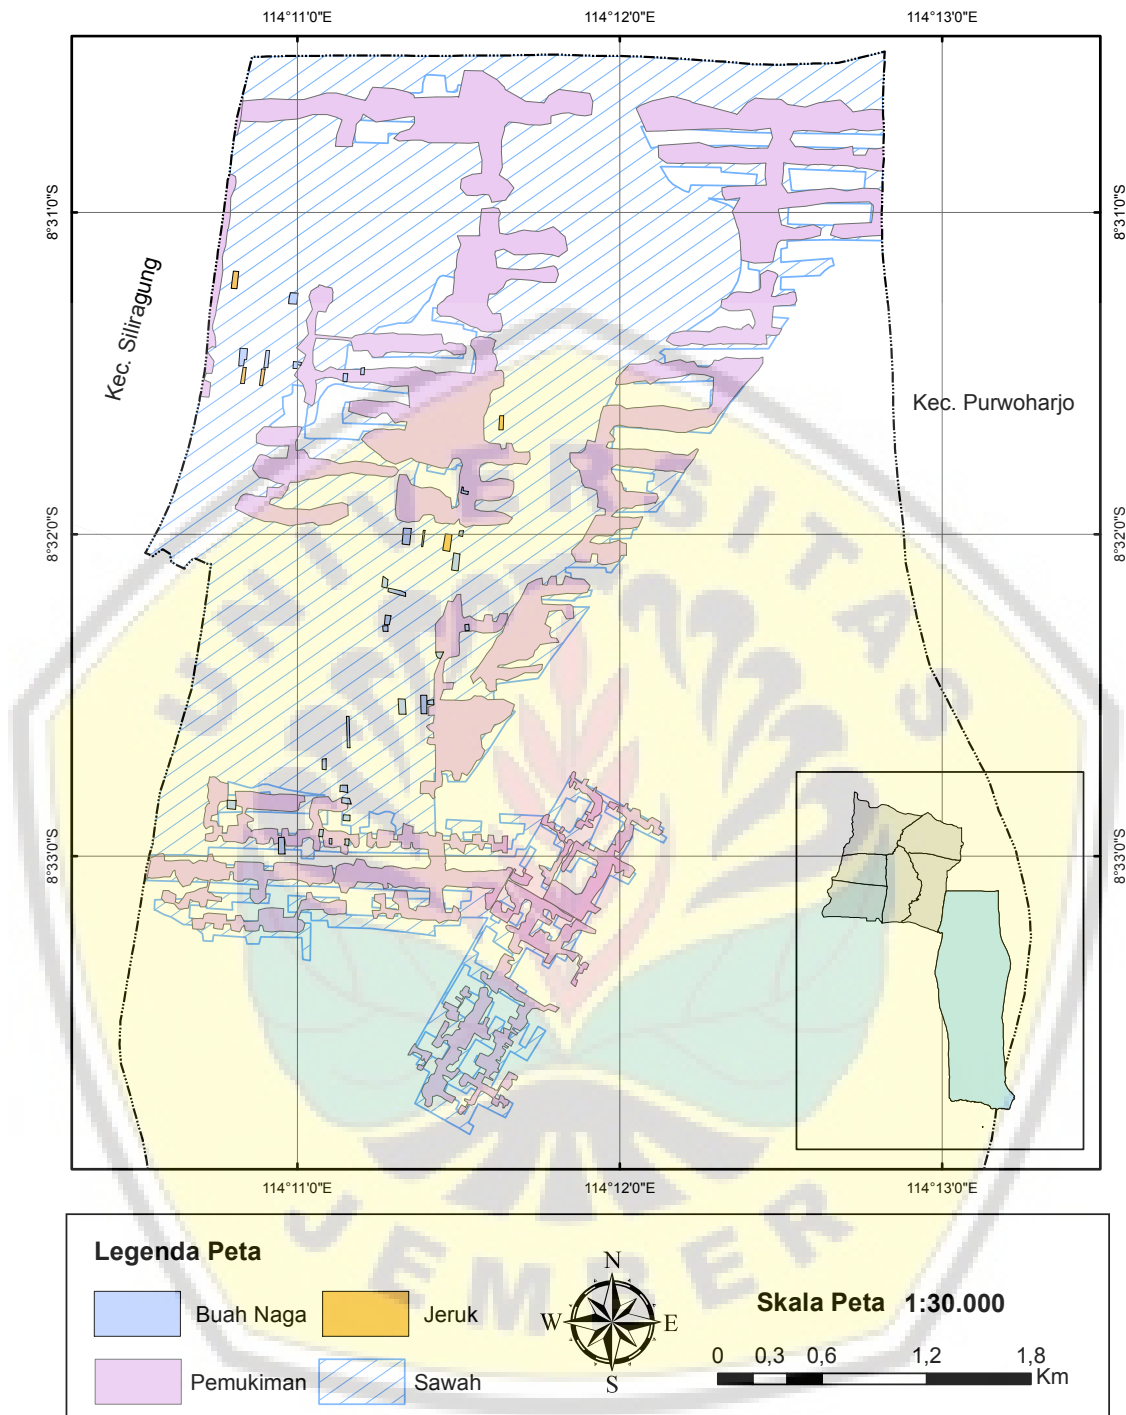 114°11'0"E 114°12'0"E 114°13'0"E
8°31'0"S 8°31'0"S
Kec. Siliragung
Kec. Purwoharjo
8°32'0"S 8°32'0"S
UNIVERSITAS
8°33'0"S 8°33'0"S
114°11'0"E 114°12'0"E 114°13'0"E
JEMBER
Legenda Peta
Buah Naga Jeruk
Pemukiman Sawah
N
W E
S
Skala Peta 1:30.000
0 0,3 0,6 1,2 1,8
Km